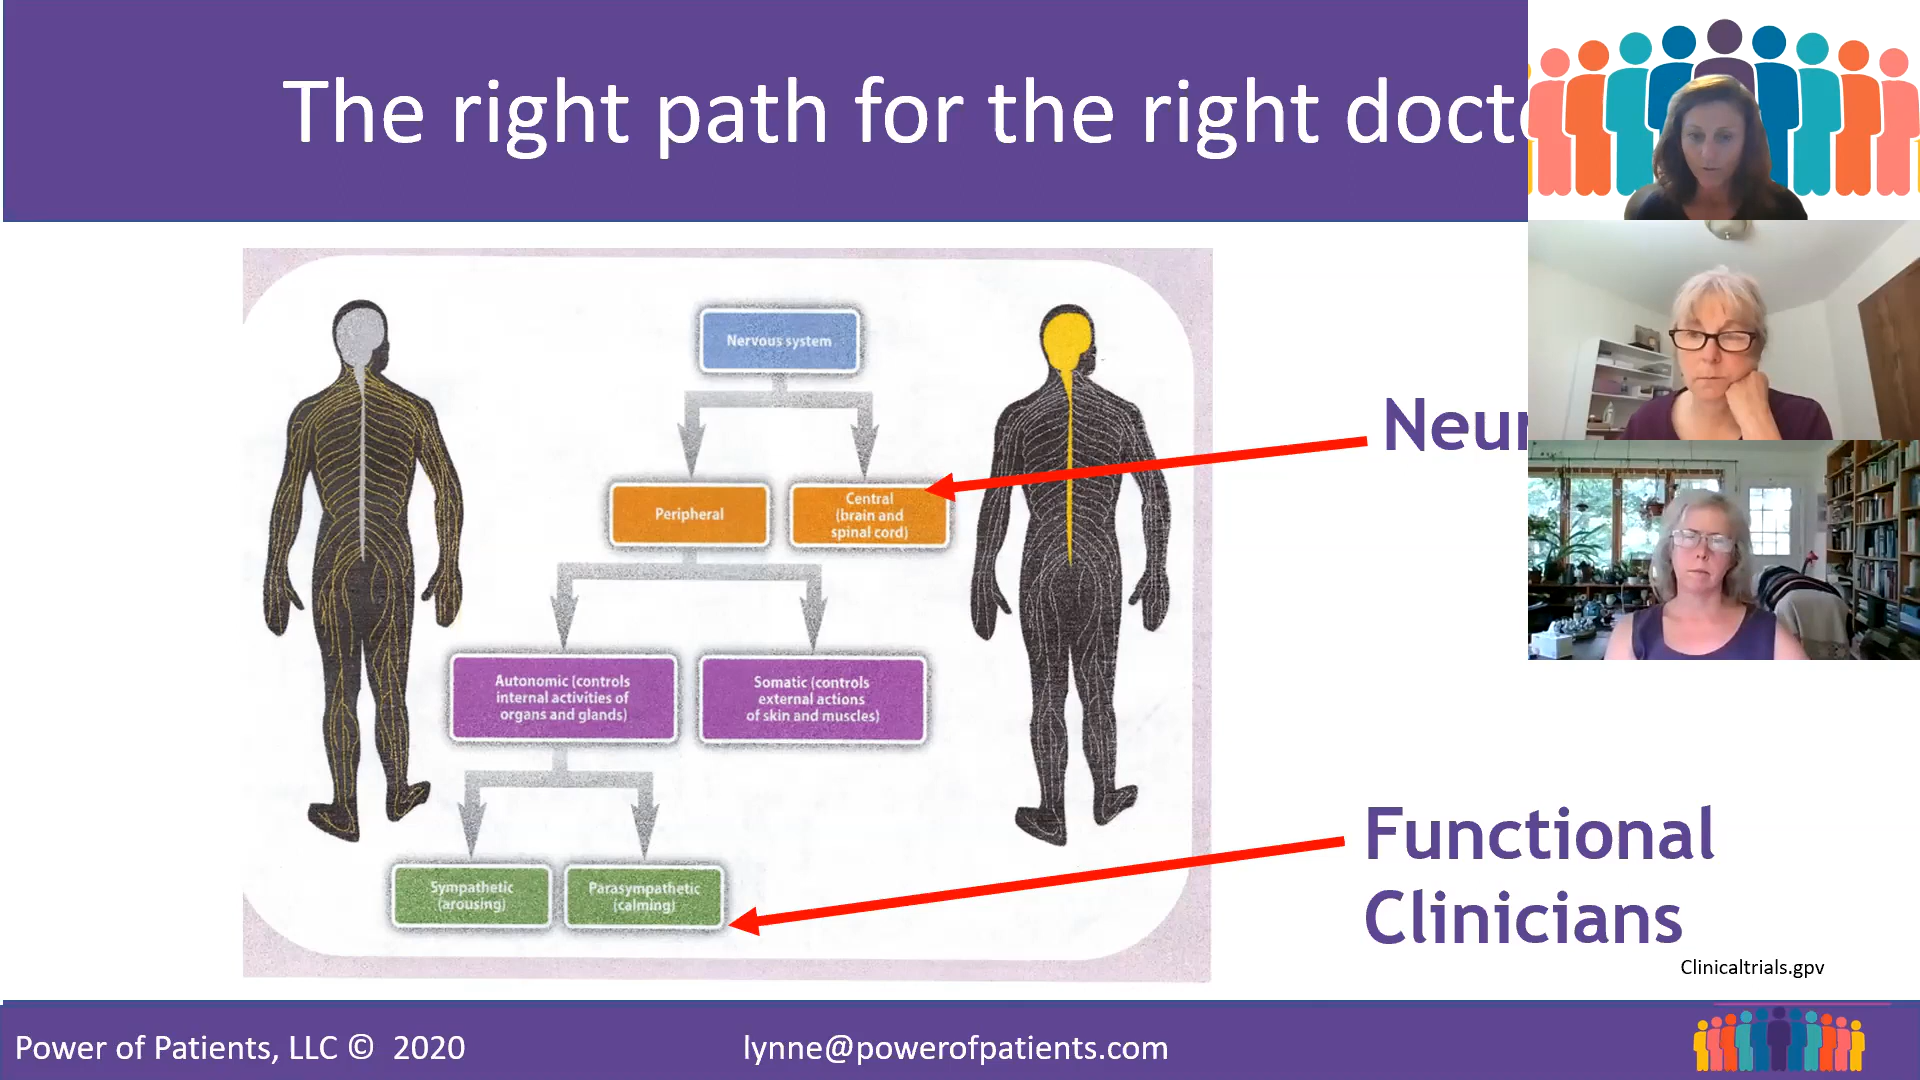 The right path for the right docto
Nervous system
Neur
Peripheral
Central
(brain and
spinal cord)
Autonomic (controls
internal activities of
organs and glands)
Somatic (controls
external actions
of skin and muscles)
Functional
Clinicians
Sympathetic
(arousing)
Parasympathetic
(calming)
Clinicaltrials.gpv
Power of Patients, LLC © 2020
lynne@powerofpatients.com